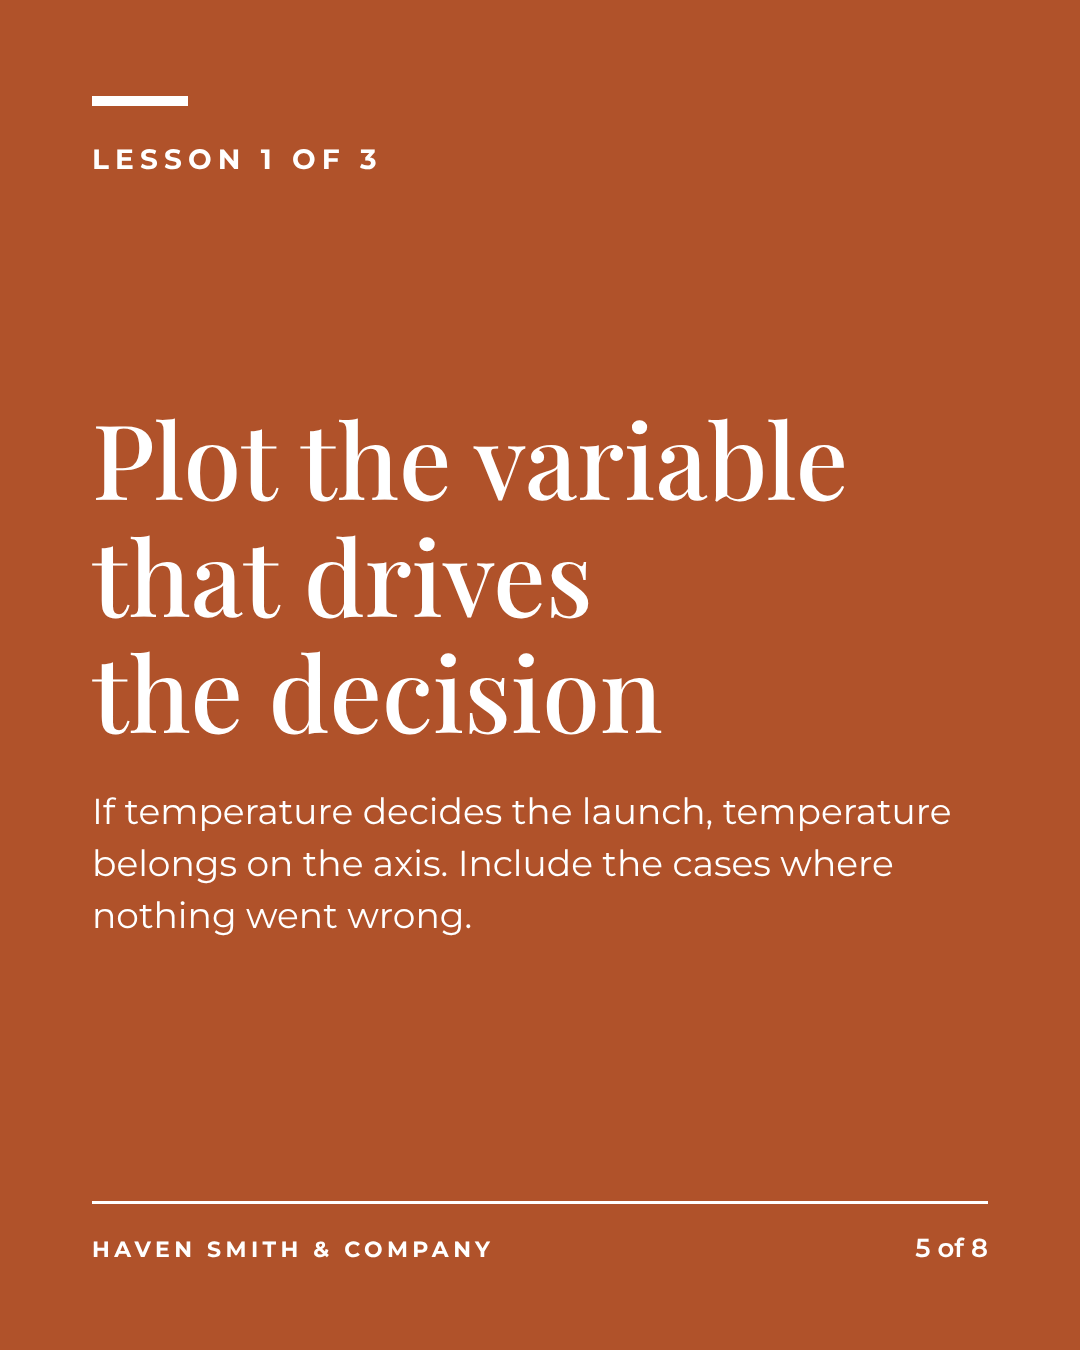 LESSON 1 OF 3
Plot the variable
that drives
the decision
If temperature decides the launch, temperature
belongs on the axis. Include the cases where
nothing went wrong.
HAVEN SMITH & COMPANY
5 of 8